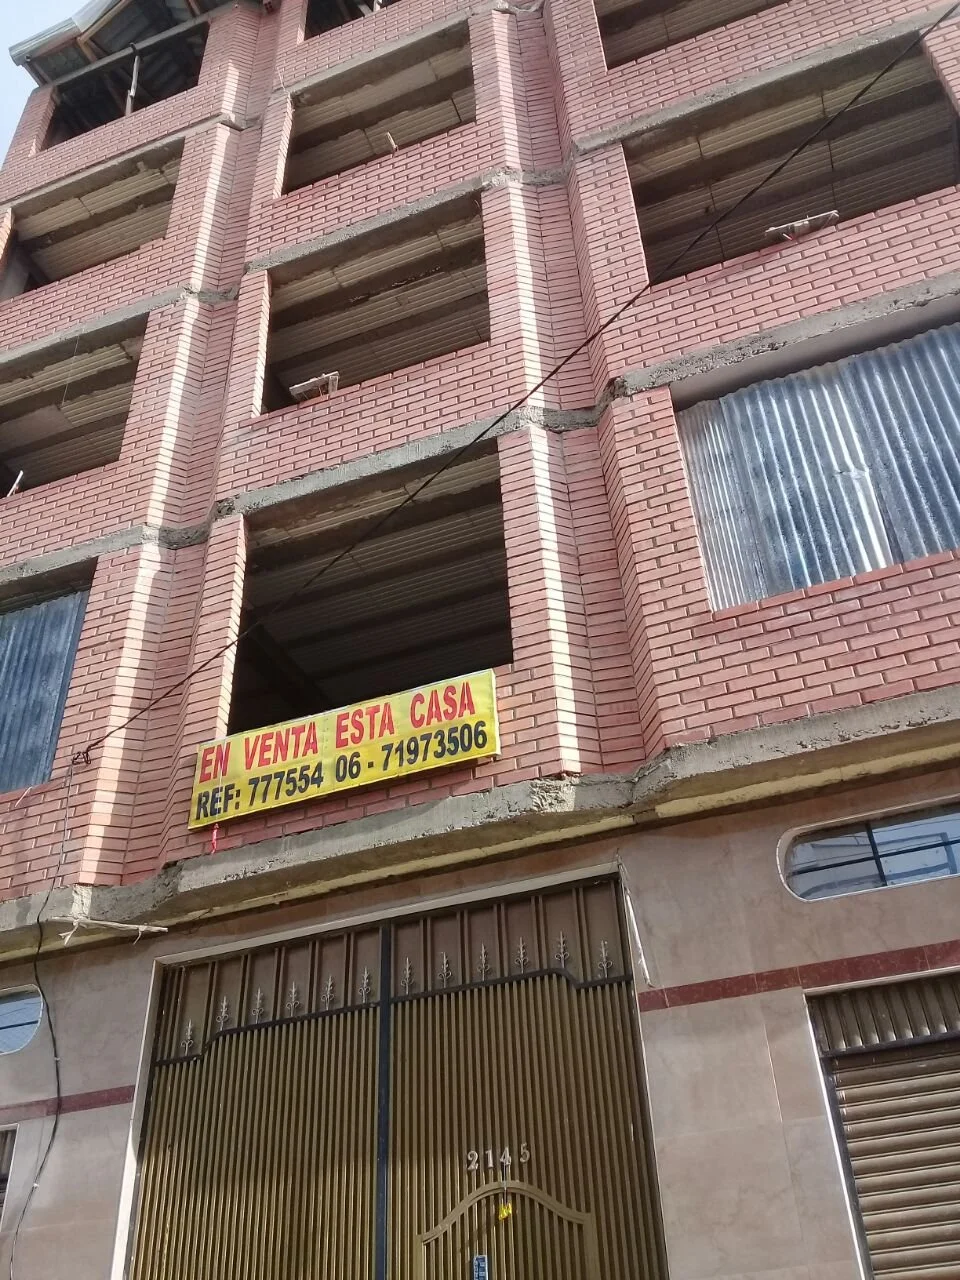 EN VENTA ESTA CASA
REF: 777554 06 - 71973506
2145